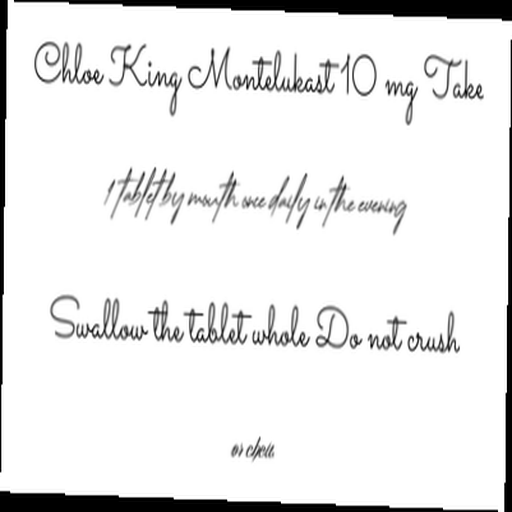 Chloe King Montelukast 10 mg Take
1 tablet by mouth once daily in the evening
Swallow the tablet whole Do not crush
or chew